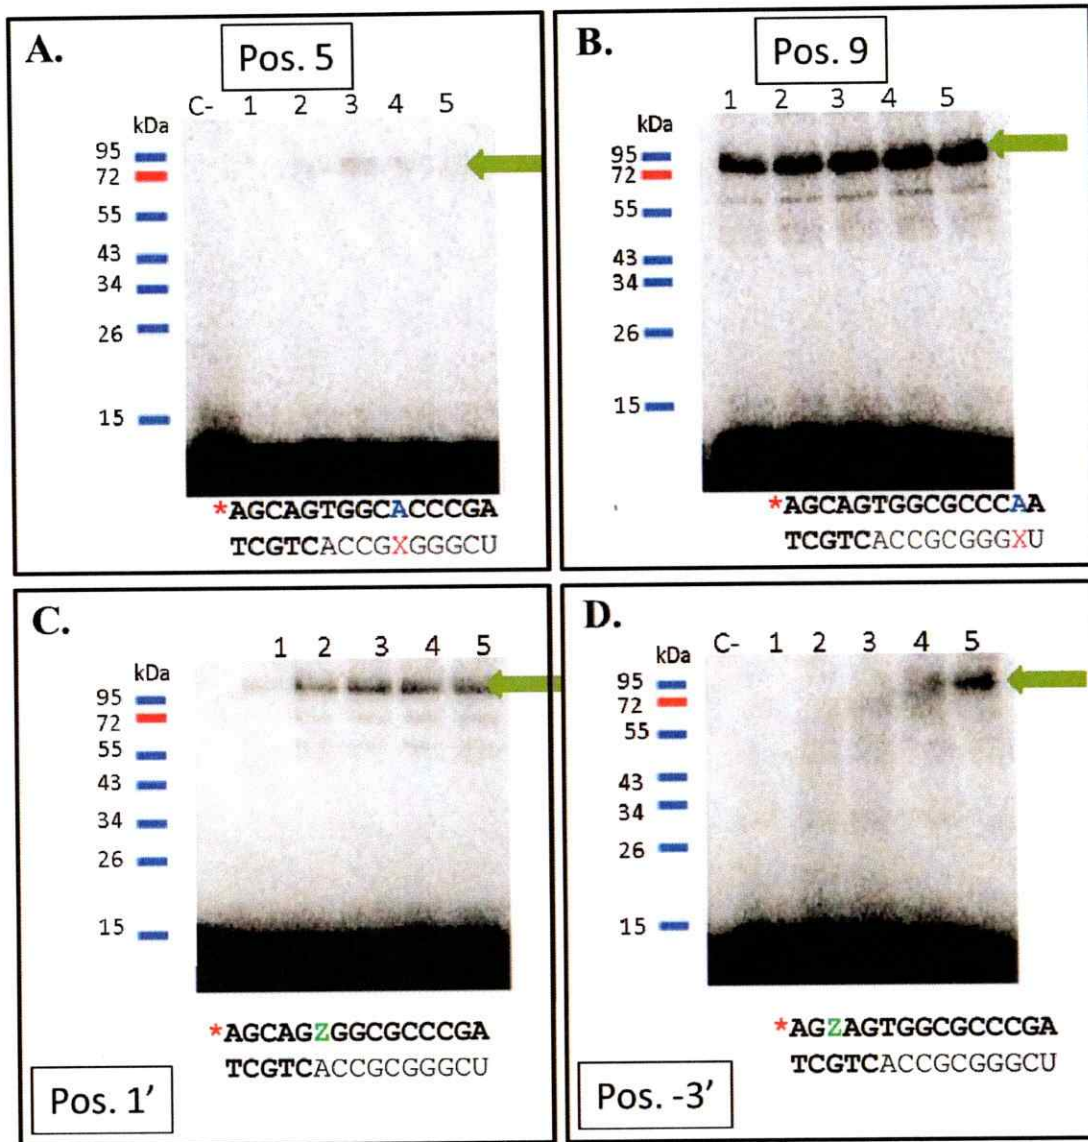 A.
Pos. 5
C- 1 2 3 4 5
kDa
95
72
55
43
34
26
15
*AGCAGTGGCACCCGA
TCGTCACCGXGGGCU
B.
Pos. 9
1 2 3 4 5
kDa
95
72
55
43
34
26
15
*AGCAGTGGCGCCCAA
TCGTCACCGCGGGXU
C.
1 2 3 4 5
kDa
95
72
55
43
34
26
15
*AGCAGZGGCGCCCGA
TCGTCACCGCGGGCU
Pos. 1’
D.
C- 1 2 3 4 5
kDa
95
72
55
43
34
26
15
*AGZAGTGGCGCCCGA
TCGTCACCGCGGGCU
Pos. -3’